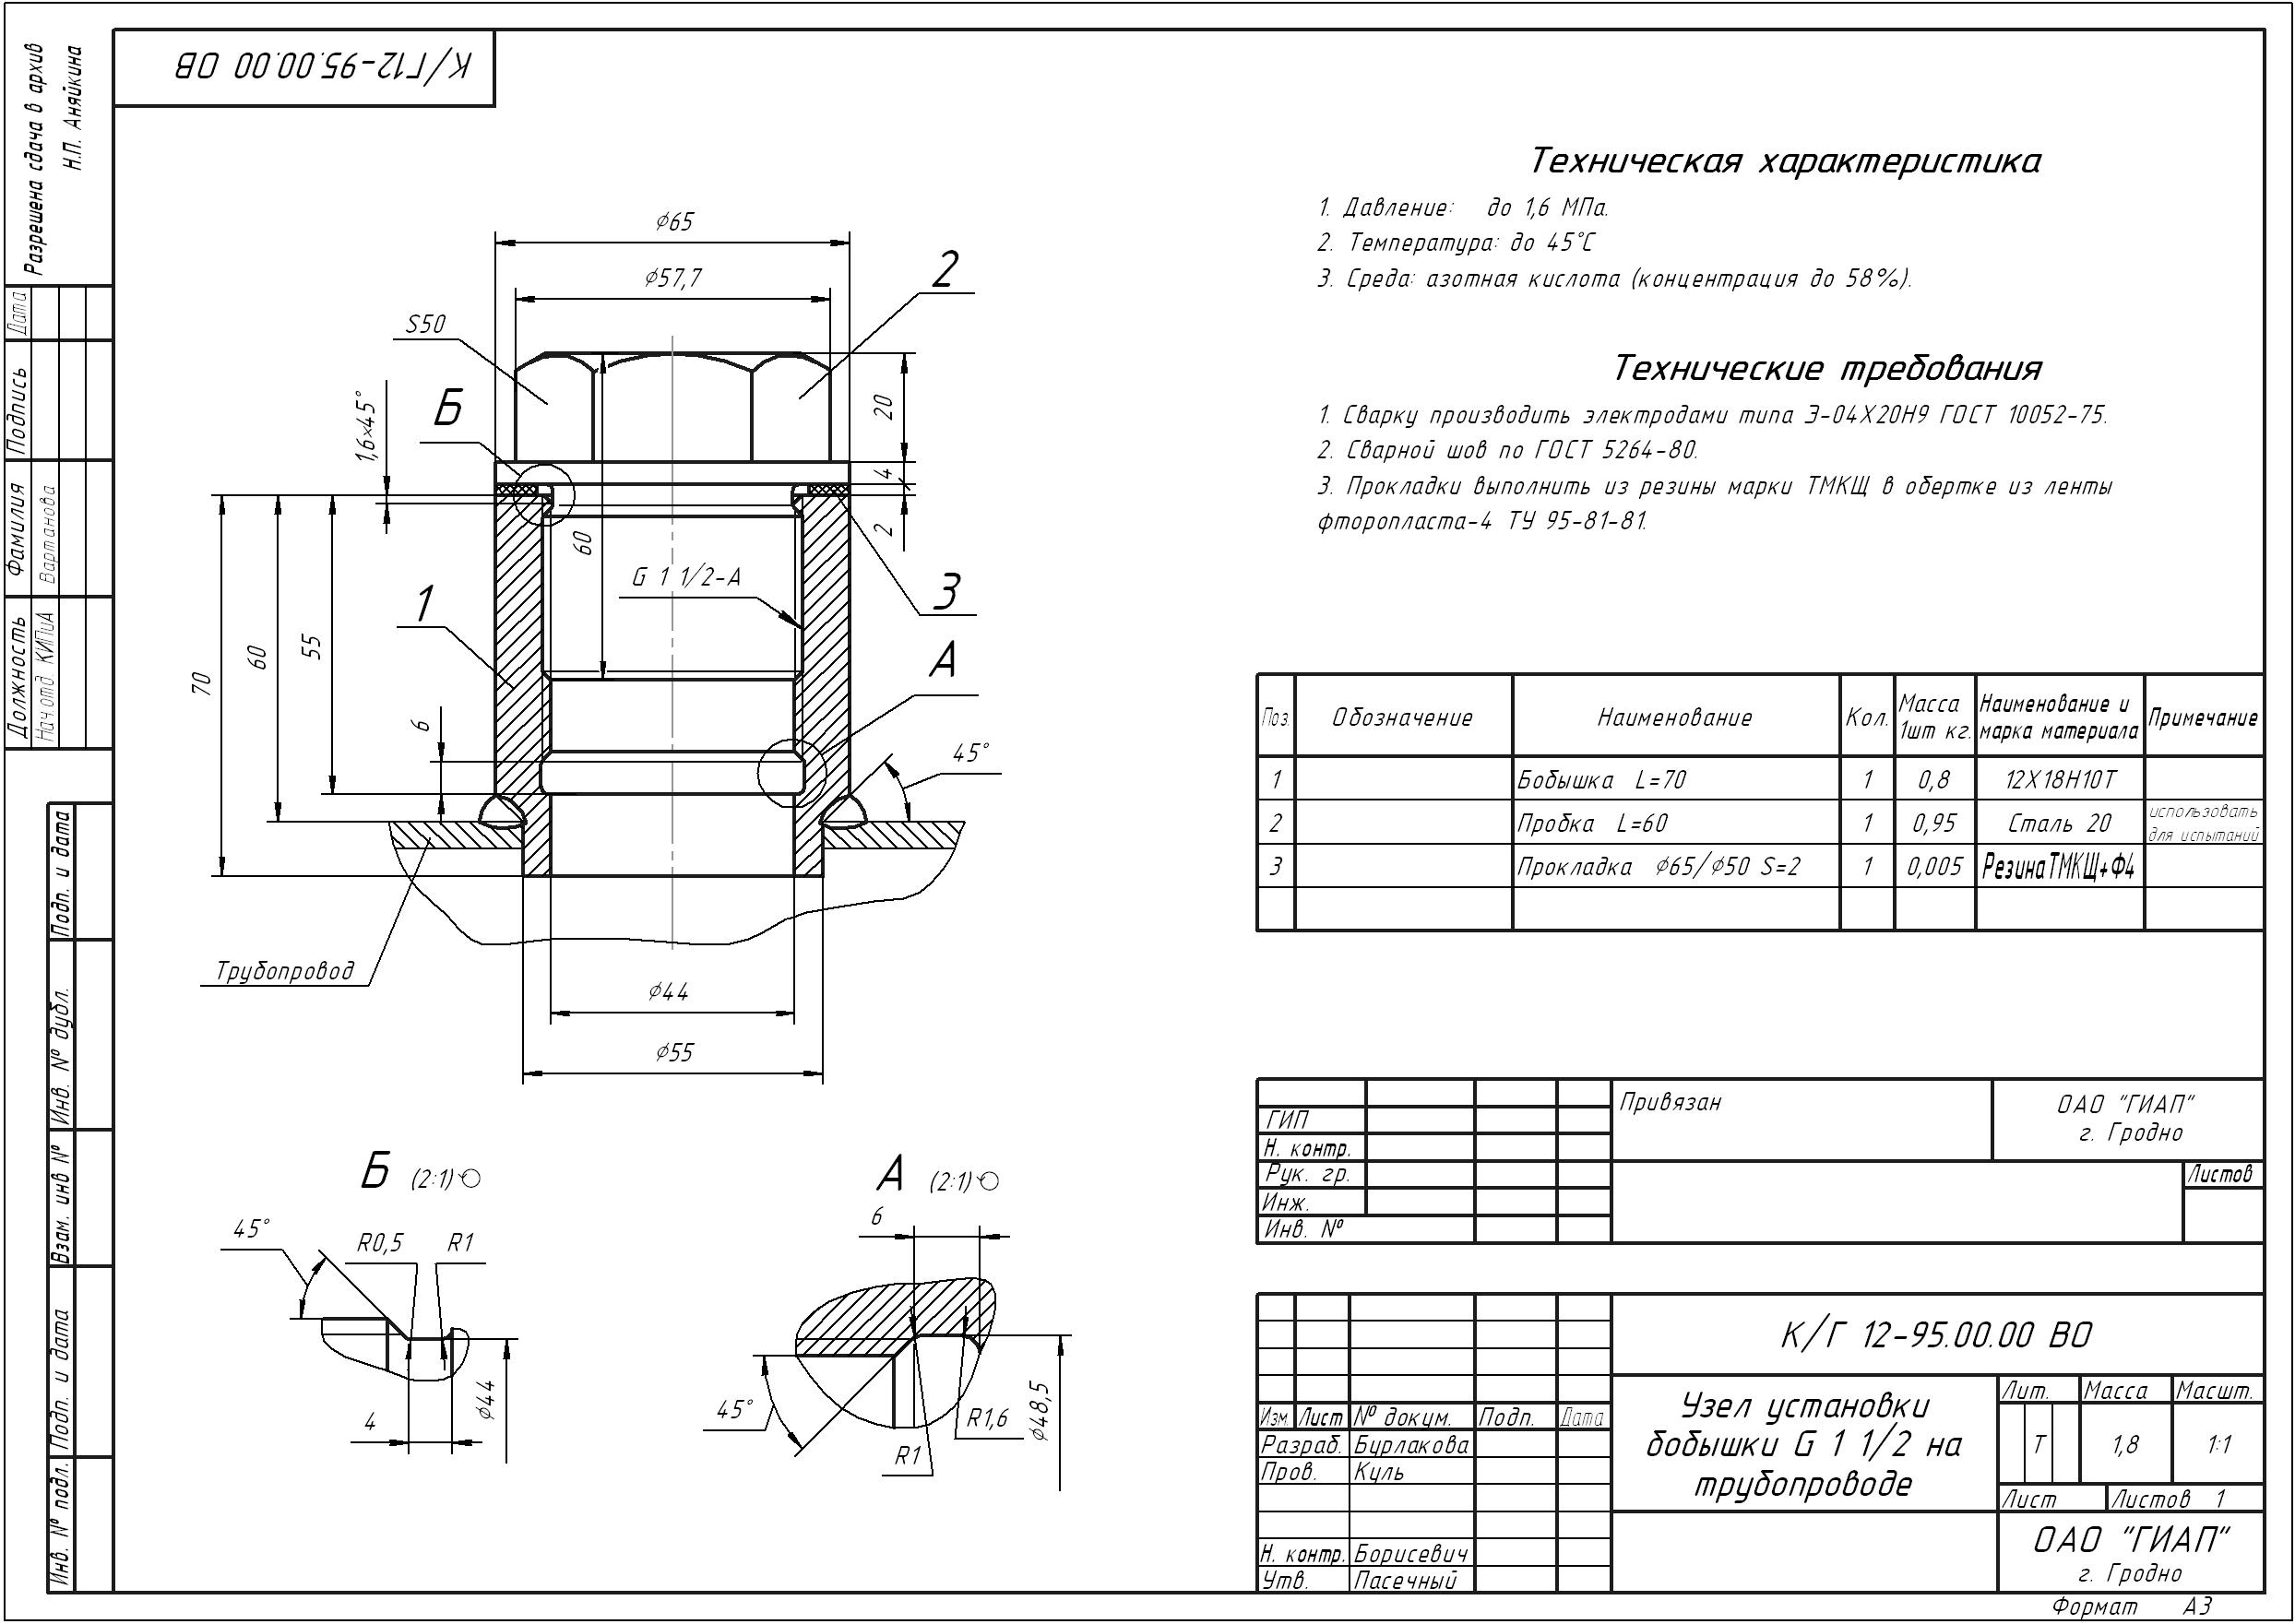 К/Г12-95.00.00 ОВ
Разрешена сдача в архив
Н.П. Аняйкина
Дата
Подпись
Фамилия
Вартанова
Должность
Нач.отд. КИПиА
Подп. и дата
Инв. № дубл.
Взам. инв №
Подп. и дата
Инв. № подл.
⌀65
⌀57,7
2
S50
Б
1,6×45°
20
4
2
60
G 1 1/2-А
3
1
А
55
60
70
6
45°
Трубопровод
⌀44
⌀55
Б (2:1)
45°
R0,5
R1
4
⌀44
А (2:1)
6
45°
R1
R1,6
⌀48,5
Техническая характеристика
1. Давление: до 1,6 МПа.
2. Температура: до 45°С
3. Среда: азотная кислота (концентрация до 58%).
Технические требования
1. Сварку производить электродами типа Э-04Х20Н9 ГОСТ 10052-75.
2. Сварной шов по ГОСТ 5264-80.
3. Прокладки выполнить из резины марки ТМКЩ в обертке из ленты
фторопласта-4 ТУ 95-81-81.
Поз. Обозначение Наименование Кол. Масса 1шт кг. Наименование и марка материала Примечание
1 Бобышка L=70 1 0,8 12Х18Н10Т
2 Пробка L=60 1 0,95 Сталь 20 использовать для испытаний
3 Прокладка ⌀65/⌀50 S=2 1 0,005 Резина ТМКЩ+Ф4
Привязан
ОАО "ГИАП"
г. Гродно
ГИП
Н. контр.
Рук. гр.
Листов
Инж.
Инв. №
К/Г 12-95.00.00 ВО
Узел установки
бобышки G 1 1/2 на
трубопроводе
Лит. Масса Масшт.
Т 1,8 1:1
Лист Листов 1
Изм. Лист № докум. Подп. Дата
Разраб. Бурлакова
Пров. Куль
Н. контр. Борисевич
Утв. Пасечный
ОАО "ГИАП"
г. Гродно
Формат А3